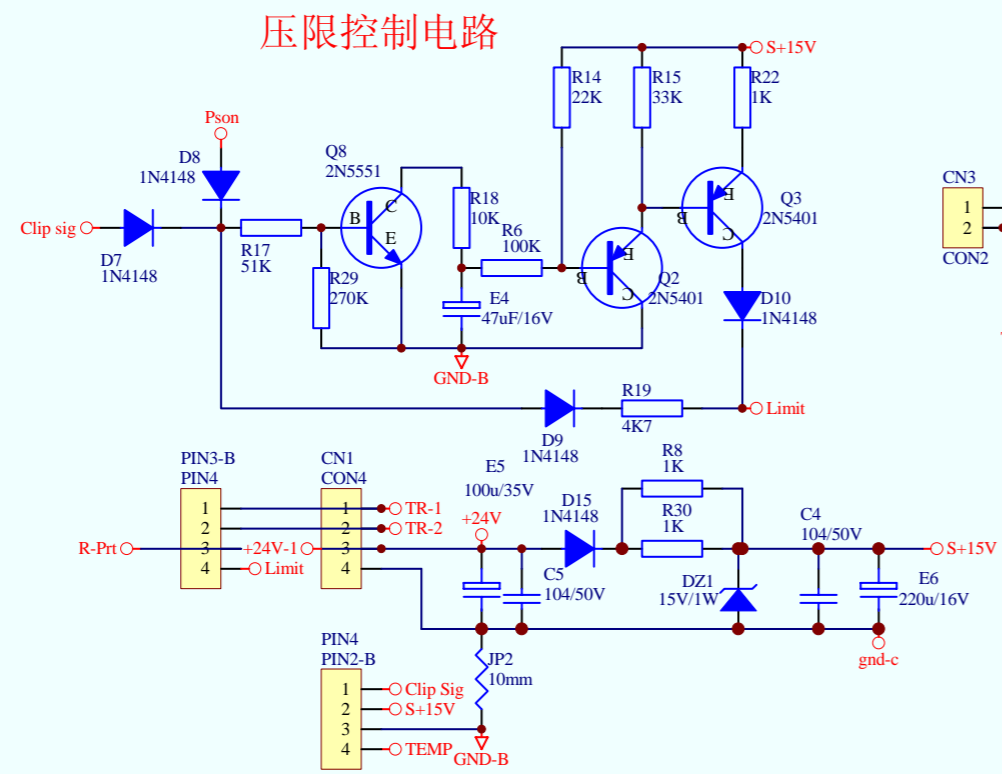 压限控制电路
S+15V
R14
22K
R15
33K
R22
1K
Pson
D8
1N4148
Q8
2N5551
B
C
E
R18
10K
R6
100K
Q3
2N5401
E
B
C
CN3
1
2
CON2
Clip sig
D7
1N4148
R17
51K
R29
270K
E4
47uF/16V
E
B
C
Q2
2N5401
D10
1N4148
GND-B
R19
4K7
Limit
D9
1N4148
PIN3-B
PIN4
1
2
3
4
CN1
CON4
1
2
3
4
TR-1
TR-2
R-Prt
+24V-1
Limit
E5
100u/35V
+24V
D15
1N4148
R8
1K
R30
1K
C4
104/50V
S+15V
C5
104/50V
DZ1
15V/1W
E6
220u/16V
gnd-c
PIN4
PIN2-B
1
2
3
4
Clip Sig
S+15V
TEMP
JP2
10mm
GND-B